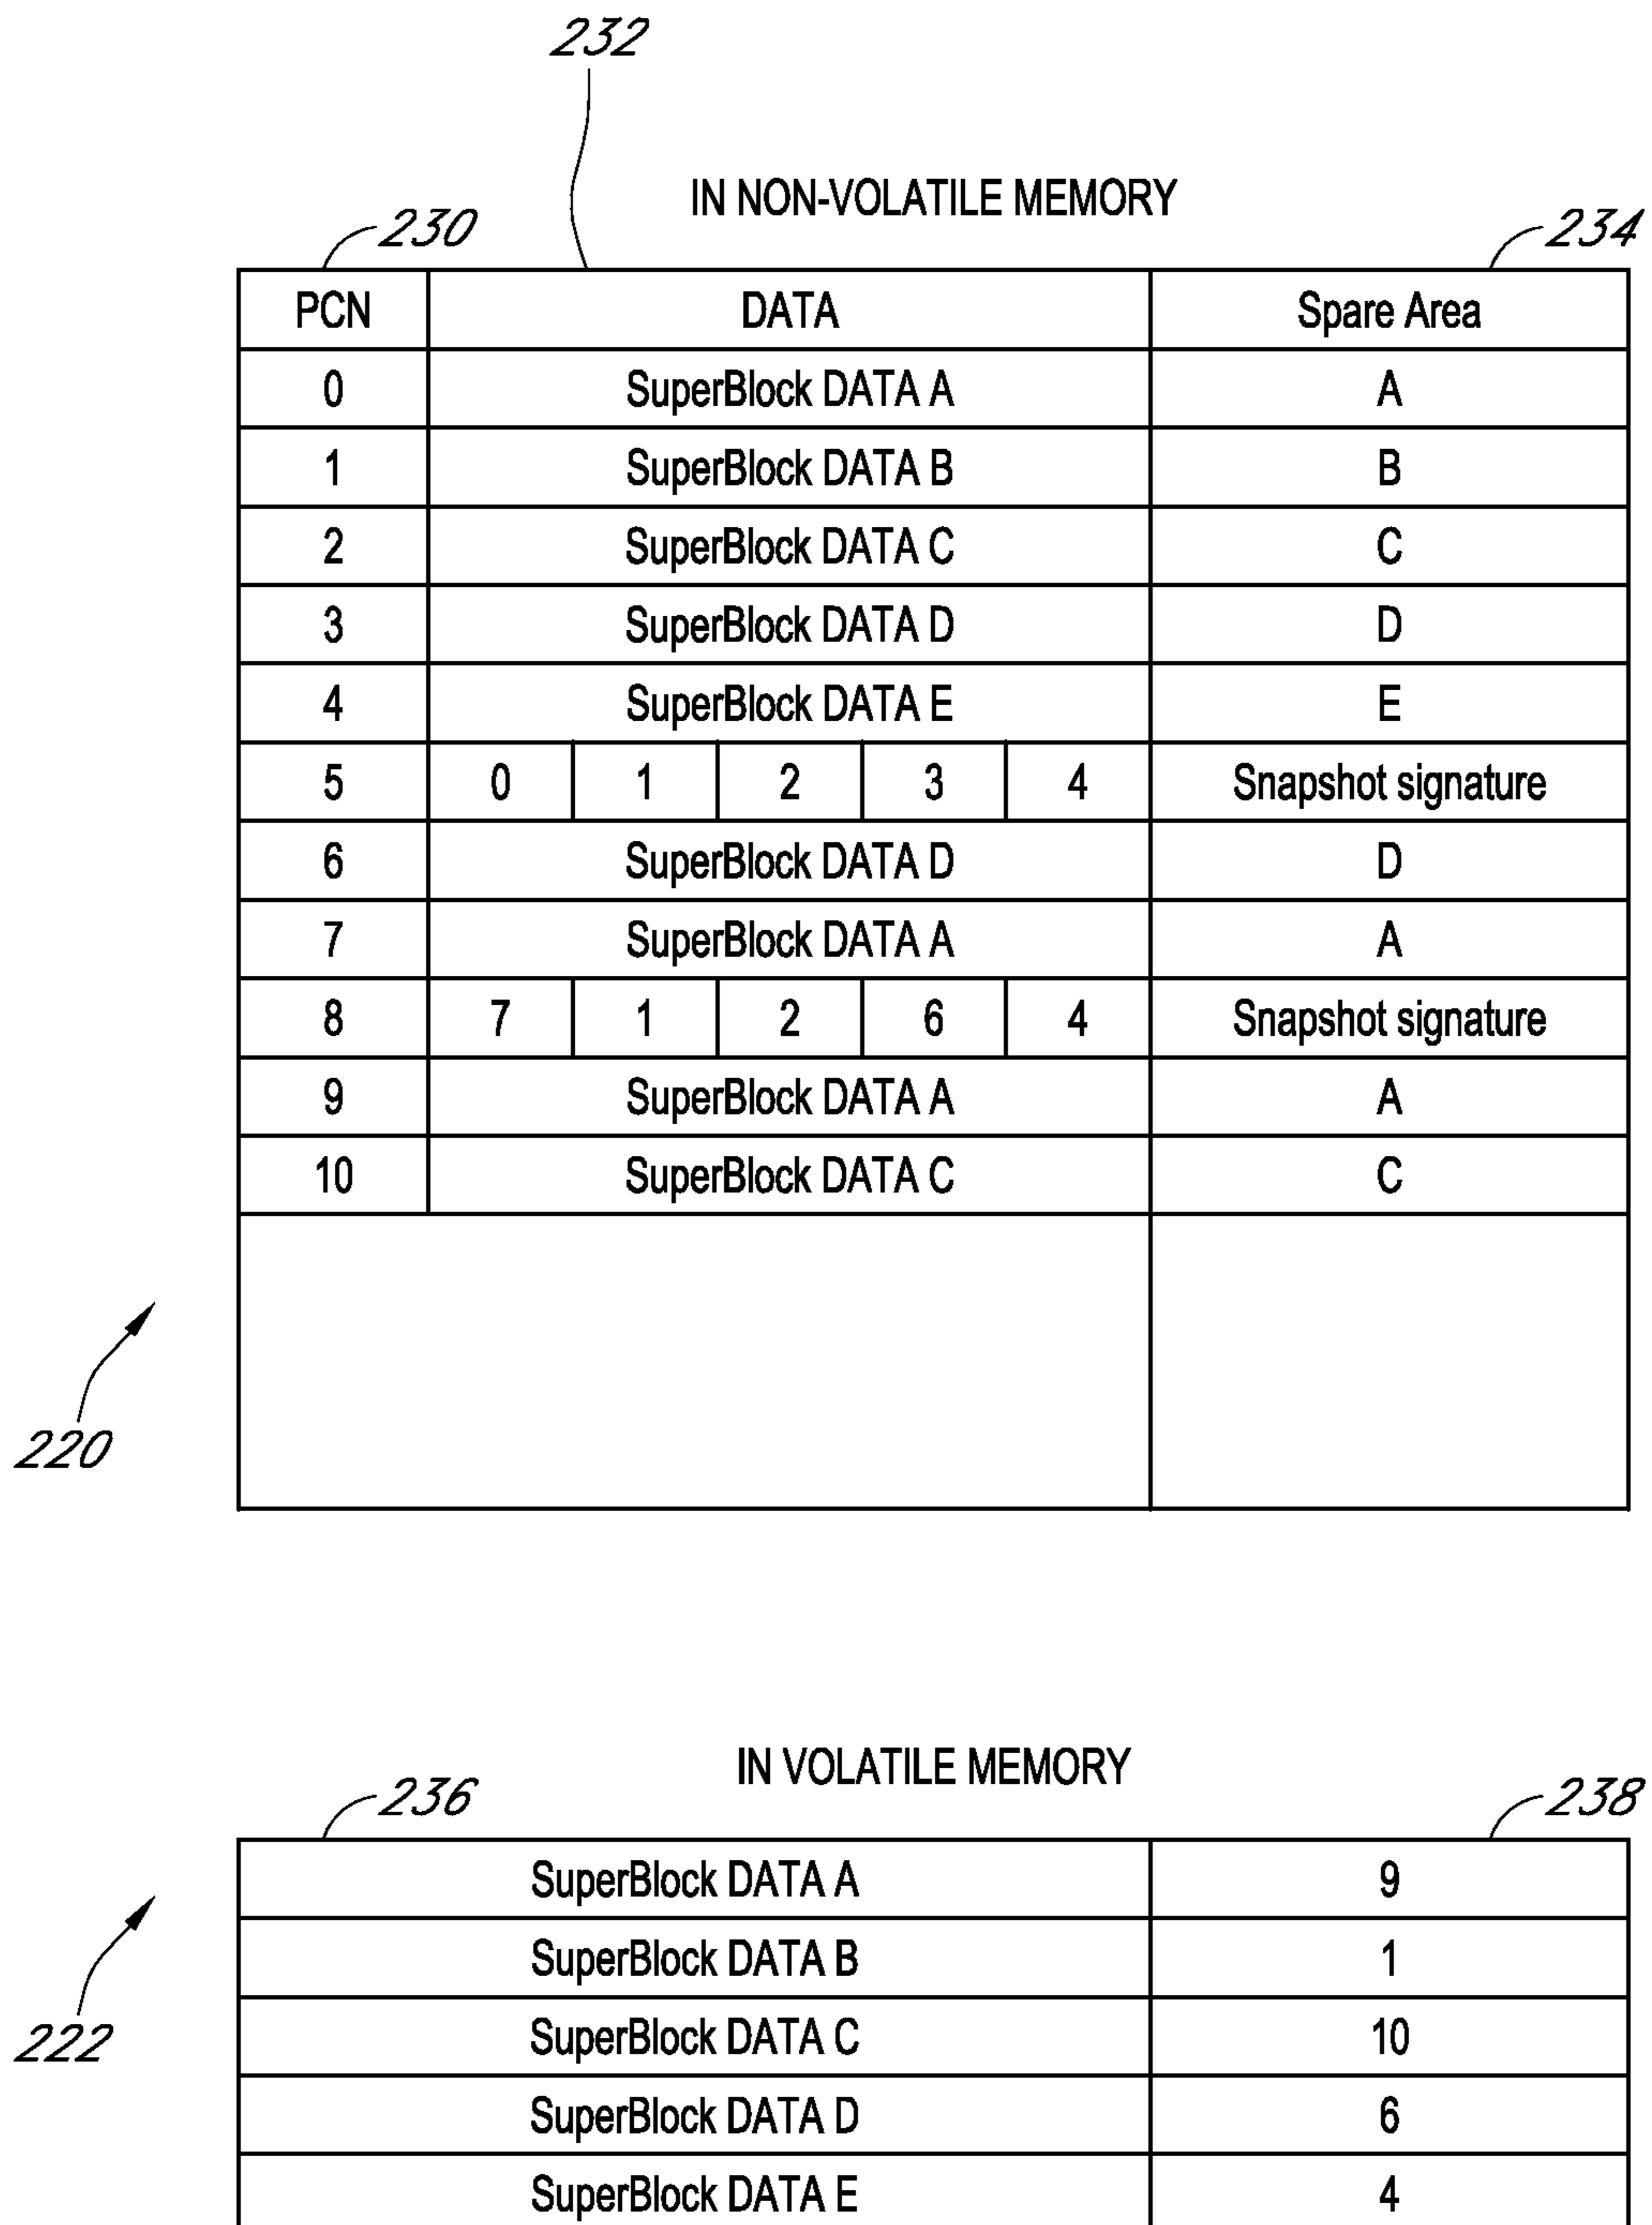 232
IN NON-VOLATILE MEMORY
230
234
PCN DATA Spare Area
0 SuperBlock DATA A A
1 SuperBlock DATA B B
2 SuperBlock DATA C C
3 SuperBlock DATA D D
4 SuperBlock DATA E E
5 0 1 2 3 4 Snapshot signature
6 SuperBlock DATA D D
7 SuperBlock DATA A A
8 7 1 2 6 4 Snapshot signature
9 SuperBlock DATA A A
10 SuperBlock DATA C C
220
IN VOLATILE MEMORY
236
238
SuperBlock DATA A 9
SuperBlock DATA B 1
222
SuperBlock DATA C 10
SuperBlock DATA D 6
SuperBlock DATA E 4